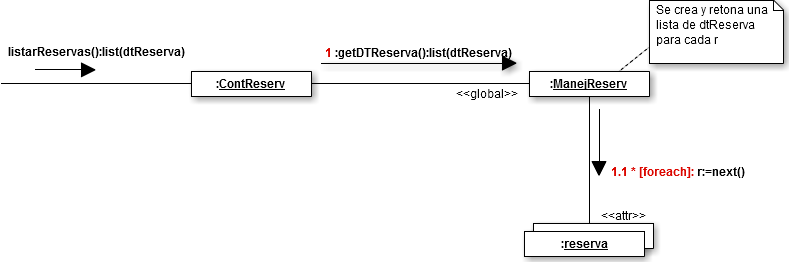 Se crea y retona una
lista de dtReserva
para cada r
listarReservas():list(dtReserva)
1 :getDTReserva():list(dtReserva)
:ContReserv
:ManejReserv
<<global>>
1.1 * [foreach]: r:=next()
<<attr>>
:reserva